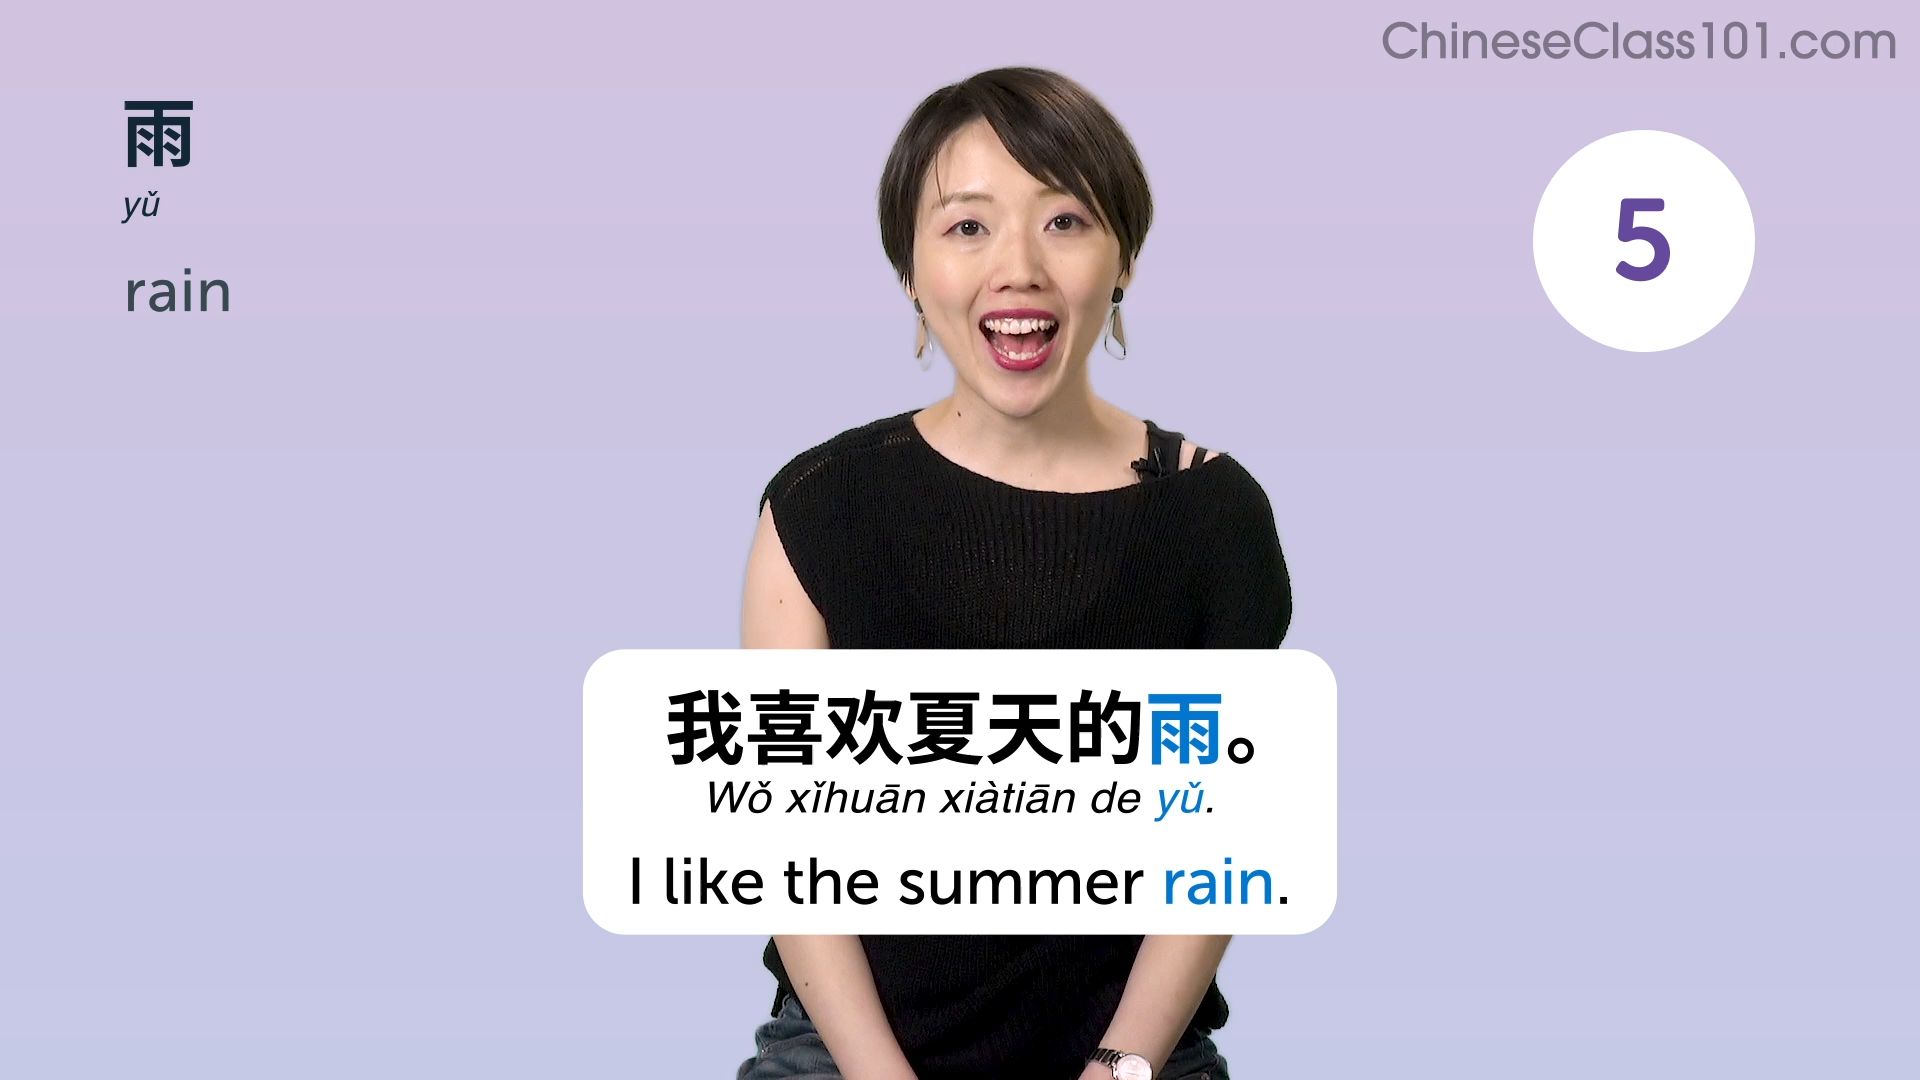 ChineseClass101.com
雨
yǔ
rain
5
我喜欢夏天的雨。
Wǒ xǐhuān xiàtiān de yǔ.
I like the summer rain.